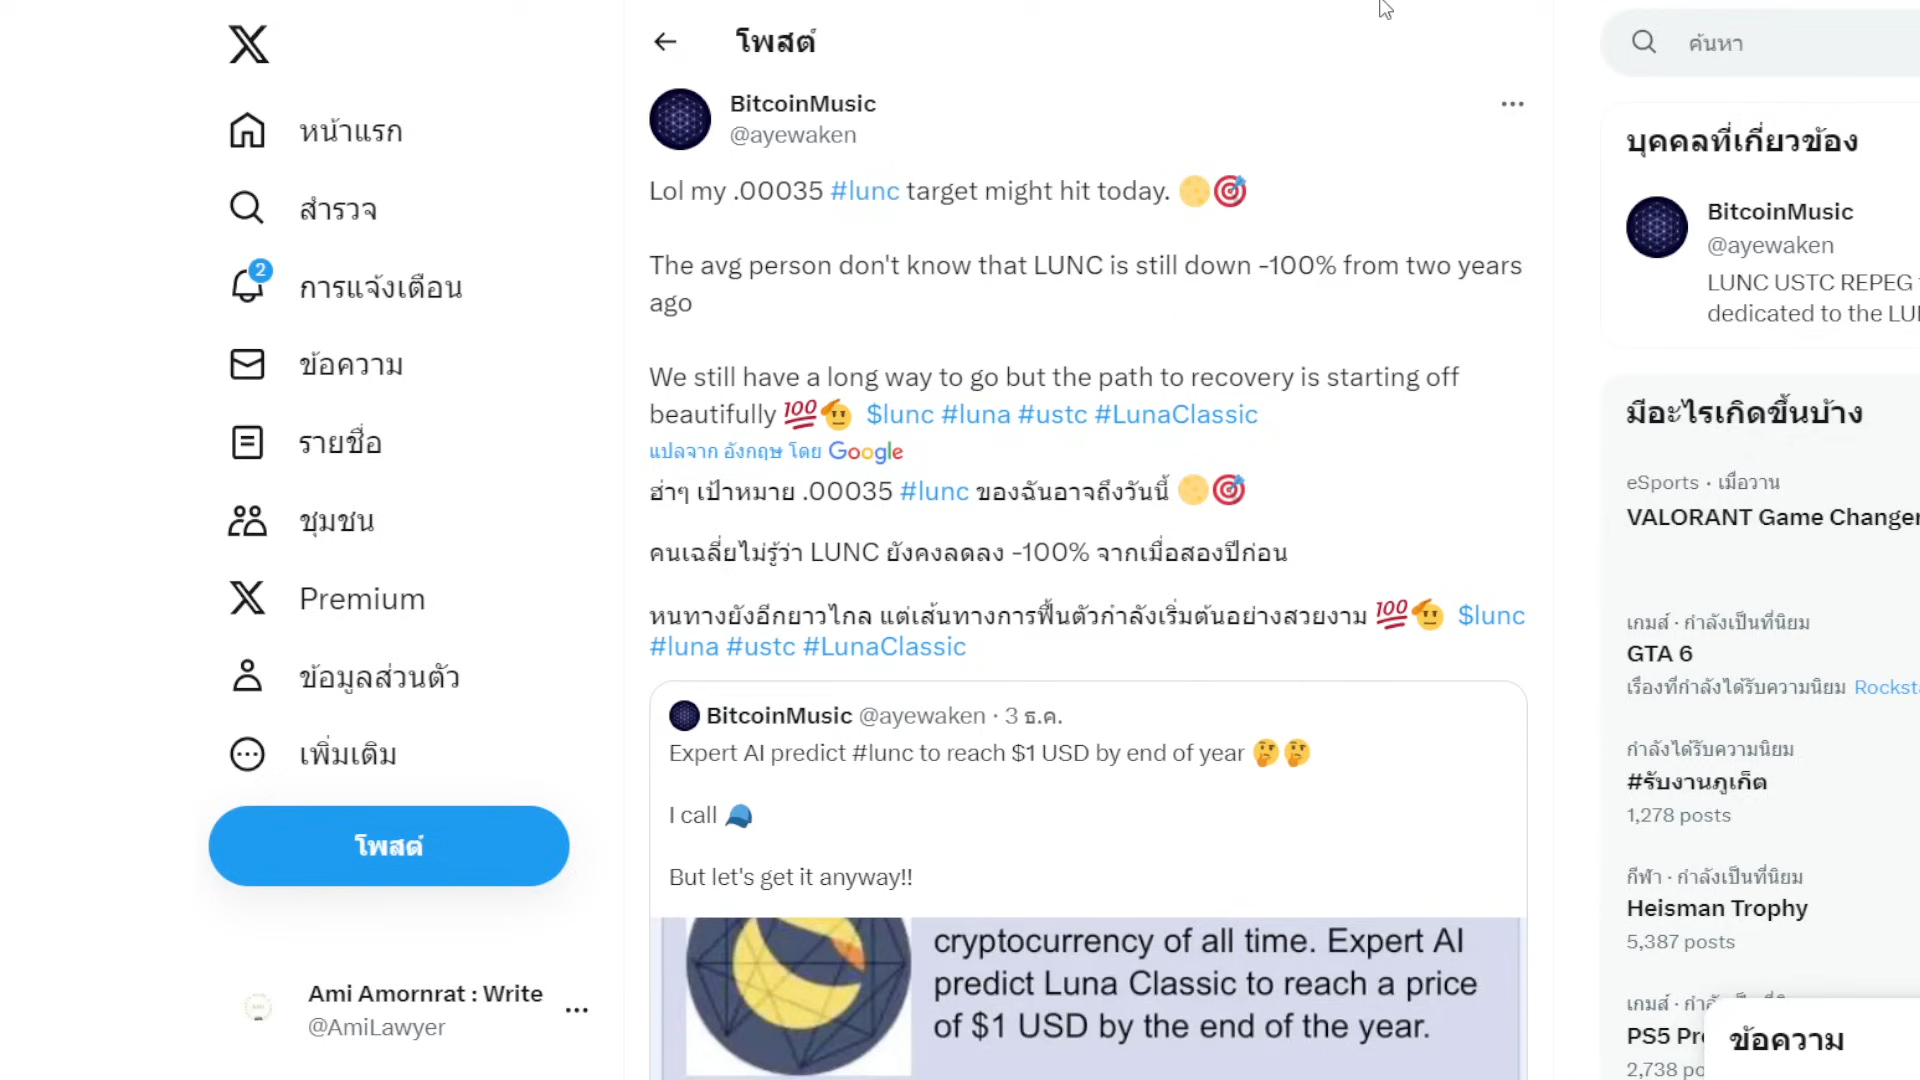 หน้าแรก
สำรวจ
2
การแจ้งเตือน
ข้อความ
รายชื่อ
ชุมชน
Premium
ข้อมูลส่วนตัว
เพิ่มเติม
โพสต์
Ami Amornrat : Write
@AmiLawyer
โพสต์
BitcoinMusic
@ayewaken
Lol my .00035 #lunc target might hit today. 🌕🎯
The avg person don't know that LUNC is still down -100% from two years
ago
We still have a long way to go but the path to recovery is starting off
beautifully 💯🫡 $lunc #luna #ustc #LunaClassic
แปลจาก อังกฤษ โดย Google
ฮ่าๆ เป้าหมาย .00035 #lunc ของฉันอาจถึงวันนี้ 🌕🎯
คนเฉลี่ยไม่รู้ว่า LUNC ยังคงลดลง -100% จากเมื่อสองปีก่อน
หนทางยังอีกยาวไกล แต่เส้นทางการฟื้นตัวกำลังเริ่มต้นอย่างสวยงาม 💯🫡 $lunc
#luna #ustc #LunaClassic
BitcoinMusic @ayewaken · 3 ธ.ค.
Expert AI predict #lunc to reach $1 USD by end of year 🤔🤔
I call 🧢
But let's get it anyway!!
cryptocurrency of all time. Expert AI
predict Luna Classic to reach a price
of $1 USD by the end of the year.
ค้นหา
บุคคลที่เกี่ยวข้อง
BitcoinMusic
@ayewaken
LUNC USTC REPEG
dedicated to the
มีอะไรเกิดขึ้นบ้าง
eSports · เมื่อวาน
VALORANT Game
เกมส์ · กำลังเป็นที่นิยม
GTA 6
เรื่องที่กำลังได้รับความนิยม
กำลังได้รับความนิยม
#รับงานภูเก็ต
1,278 posts
กีฬา · กำลังเป็นที่นิยม
Heisman Trophy
5,387 posts
เกมส์ ·
PS5
2,738
ข้อความ